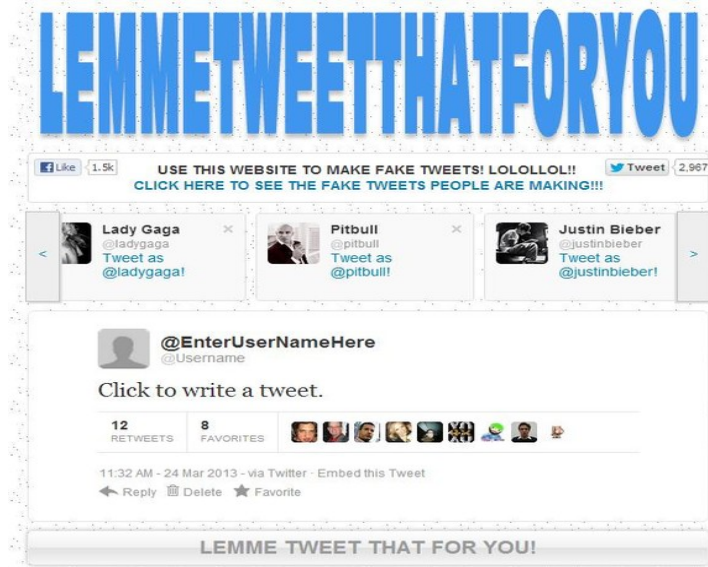 LEMMETWEETTHATFORYOU
Like 1.5k
USE THIS WEBSITE TO MAKE FAKE TWEETS! LOLOLLOL!!
Tweet 2,967
CLICK HERE TO SEE THE FAKE TWEETS PEOPLE ARE MAKING!!!
<
Lady Gaga ×
@ladygaga
Tweet as
@ladygaga!
Pitbull ×
@pitbull
Tweet as
@pitbull!
Justin Bieber
@justinbieber
Tweet as
@justinbieber!
>
@EnterUserNameHere
@Username
Click to write a tweet.
12 RETWEETS
8 FAVORITES
11:32 AM - 24 Mar 2013 - via Twitter · Embed this Tweet
Reply Delete Favorite
LEMME TWEET THAT FOR YOU!